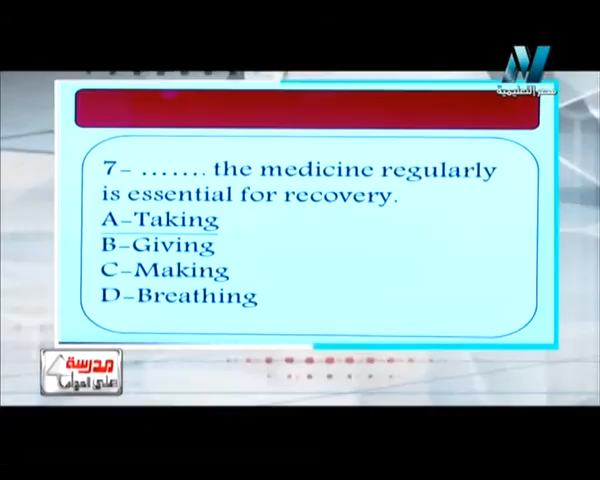 مصر التعليمية
7- ....... the medicine regularly
is essential for recovery.
A-Taking
B-Giving
C-Making
D-Breathing
مدرسة
على الهواء